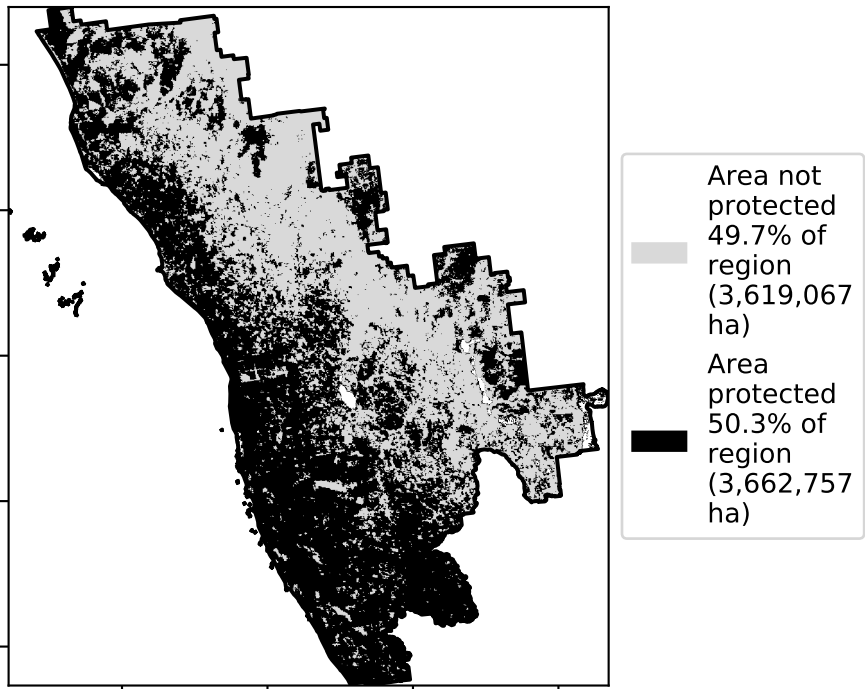 Area not
protected
49.7% of
region
(3,619,067
ha)
Area
protected
50.3% of
region
(3,662,757
ha)